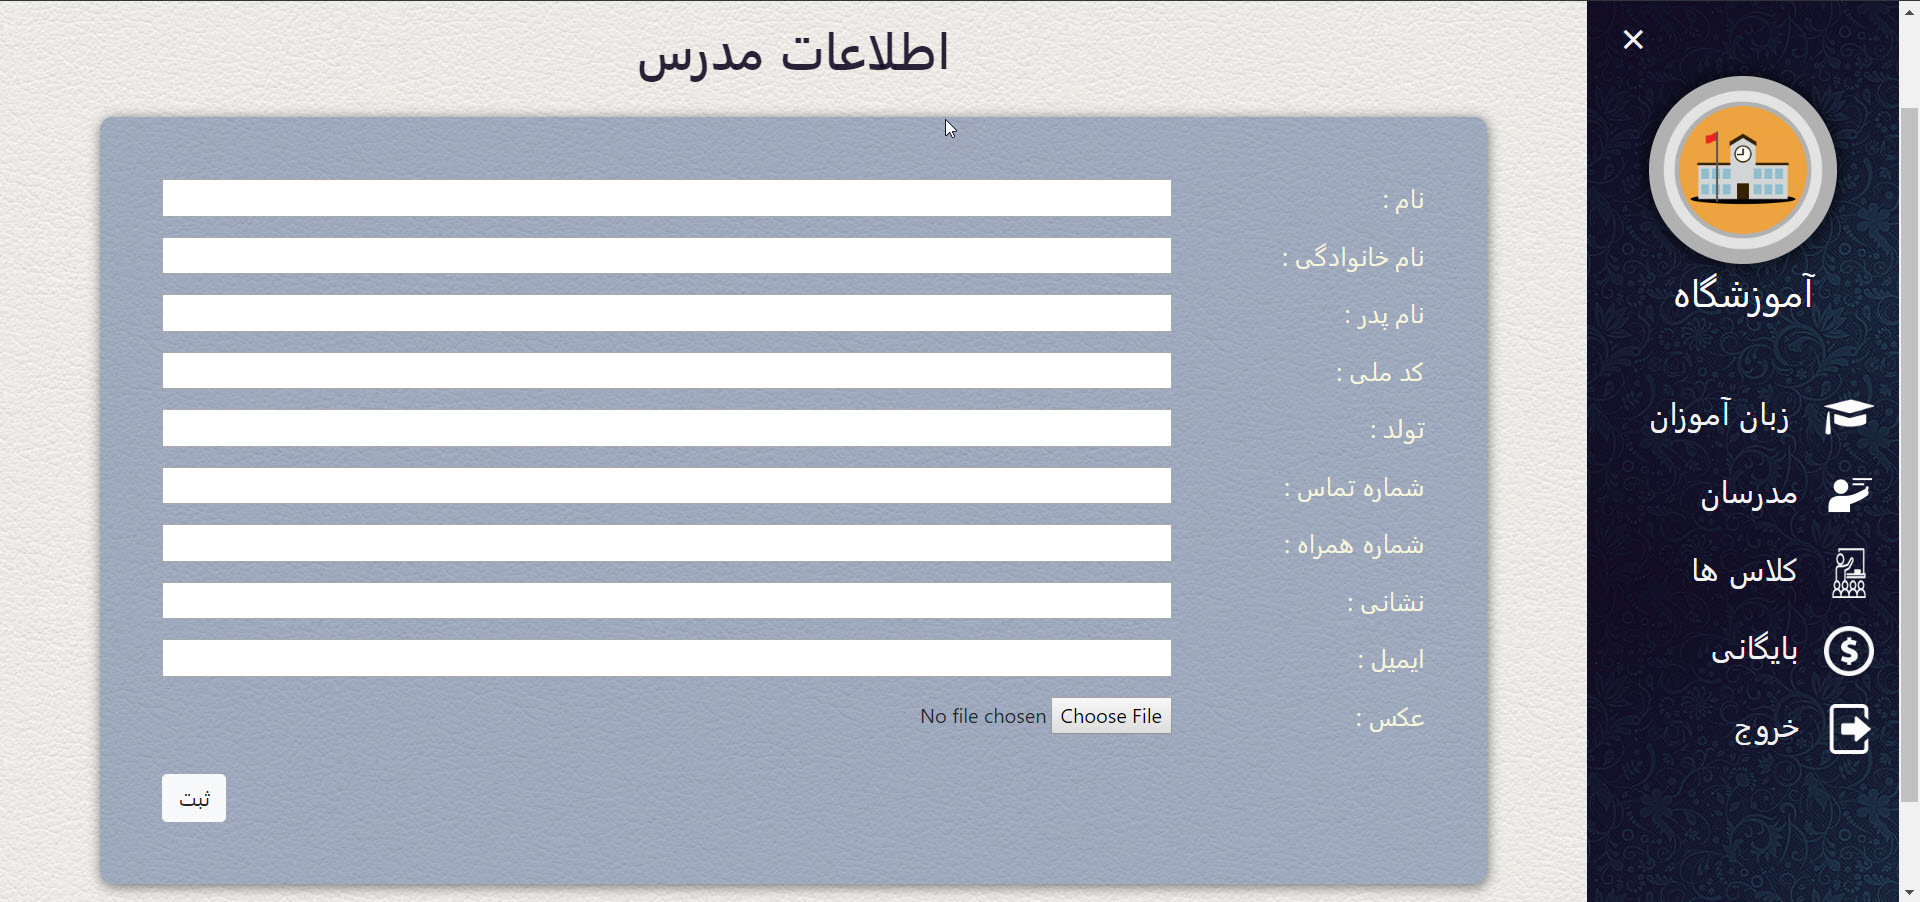 اطلاعات مدرس
نام :
نام خانوادگی :
نام پدر :
کد ملی :
تولد :
شماره تماس :
شماره همراه :
نشانی :
ایمیل :
عکس :
Choose File No file chosen
ثبت
×
آموزشگاه
زبان آموزان
مدرسان
کلاس ها
بایگانی
خروج